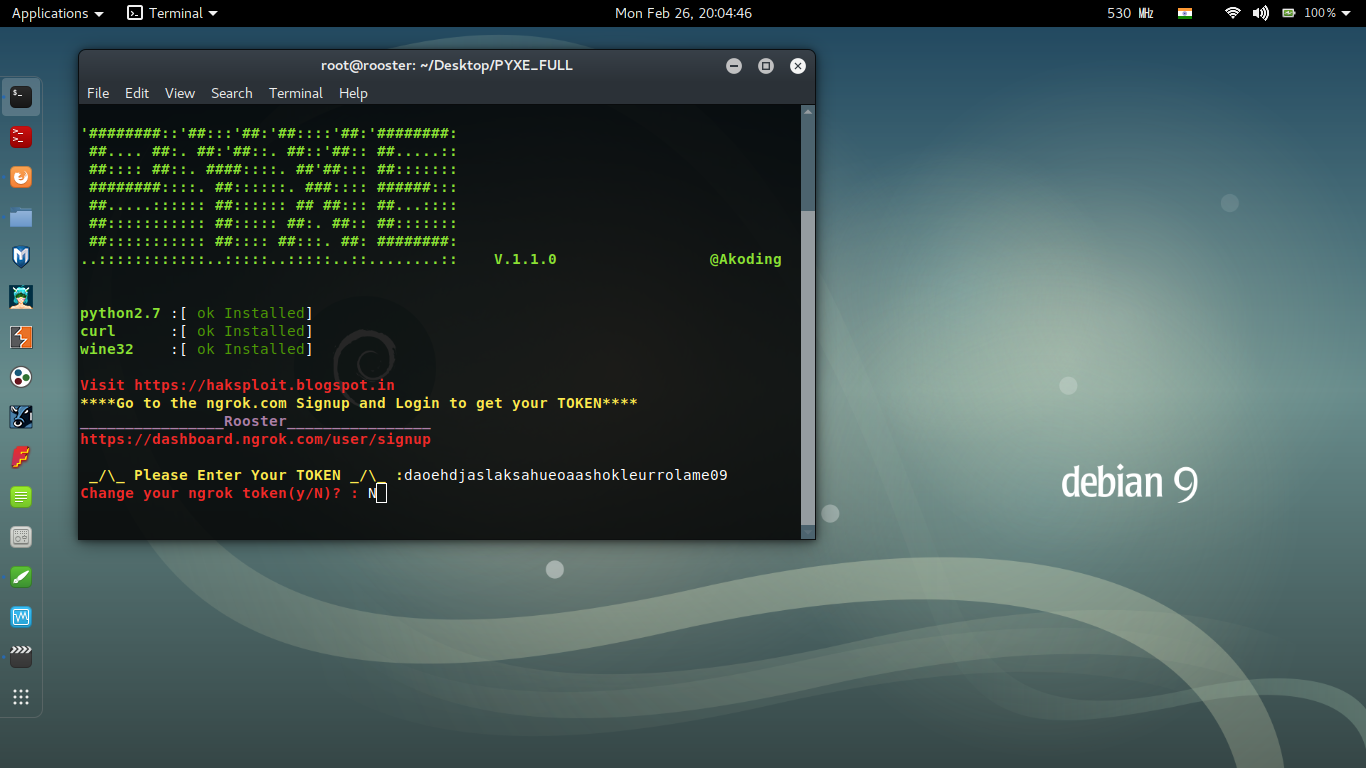 Applications
Terminal
Mon Feb 26, 20:04:46
530 MHz
100%
root@rooster: ~/Desktop/PYXE_FULL
File Edit View Search Terminal Help
'########::'##:::'##:'##::::'##:'########:
 ##.... ##:. ##:'##::. ##::'##:: ##.....::
 ##:::: ##::. ####::::. ##'##::: ##:::::::
 ########::::. ##::::::. ###:::: ######:::
 ##.....:::::: ##:::::: ## ##::: ##...::::
 ##::::::::::: ##::::: ##:. ##:: ##:::::::
 ##::::::::::: ##:::: ##:::. ##: ########:
..:::::::::::::..:::::..:::::..::........:: V.1.1.0 @Akoding
python2.7 :[ ok Installed]
curl :[ ok Installed]
wine32 :[ ok Installed]
Visit https://haksploit.blogspot.in
****Go to the ngrok.com Signup and Login to get your TOKEN****
________________Rooster________________
https://dashboard.ngrok.com/user/signup
_/\_ Please Enter Your TOKEN _/\_ :daoehdjaslaksahueoaashokleurrolame09
Change your ngrok token(y/N)? : N
debian 9